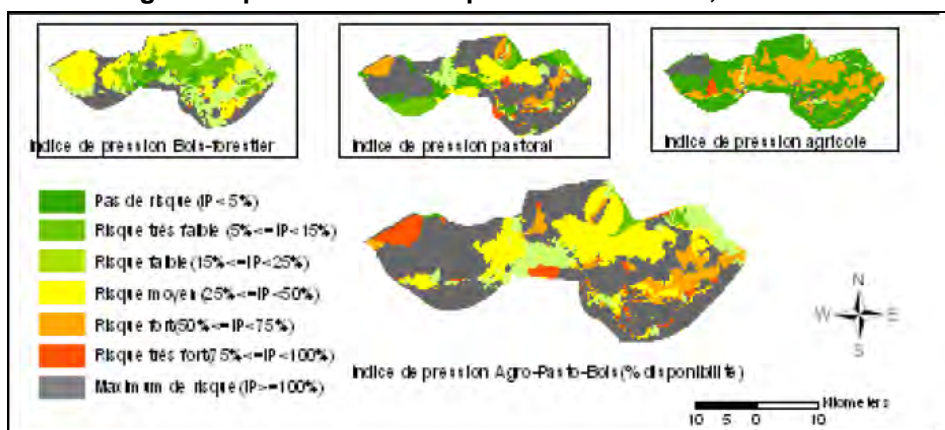 Indice de pression Bois-forestier
Indice de pression pastoral
Indice de pression agricole
Pas de risque (IP<5%)
Risque très faible (5%<=IP<15%)
Risque faible (15%<=IP<25%)
Risque moyen (25%<=IP<50%)
Risque fort(50%<=IP<75%)
Risque très fort(75%<=IP<100%)
Maximum de risque (IP>=100%)
Indice de pression Agro-Pasto-Bois(% disponibilité)
N
W E
S
Kilometers
10 5 0 10